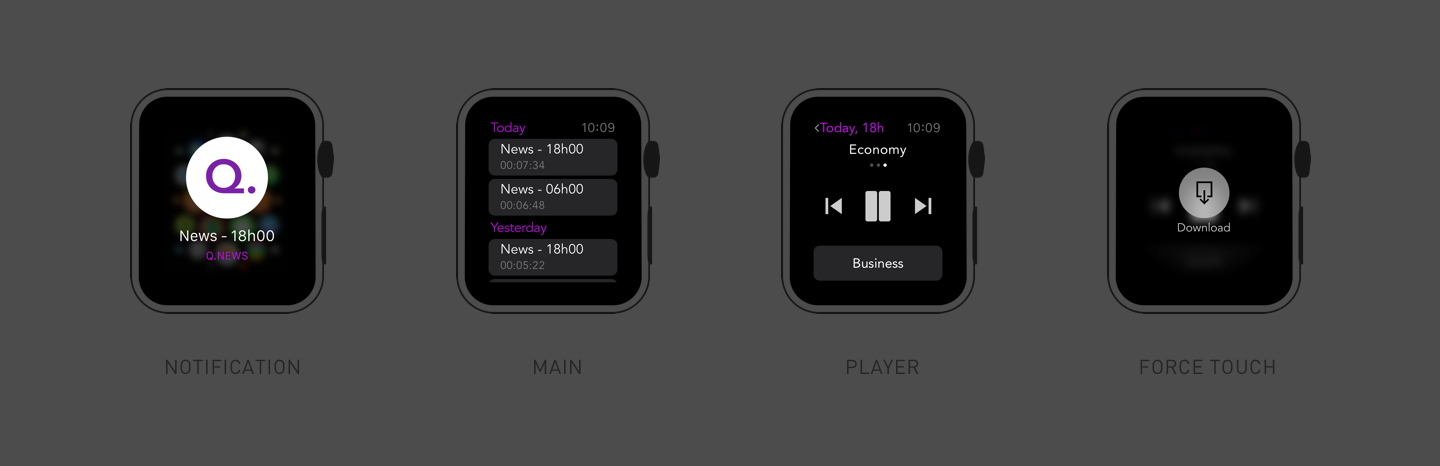 Q.
News - 18h00
Q.NEWS
NOTIFICATION
Today 10:09
News - 18h00
00:07:34
News - 06h00
00:06:48
Yesterday
News - 18h00
00:05:22
MAIN
<Today, 18h 10:09
Economy
Business
PLAYER
Download
FORCE TOUCH